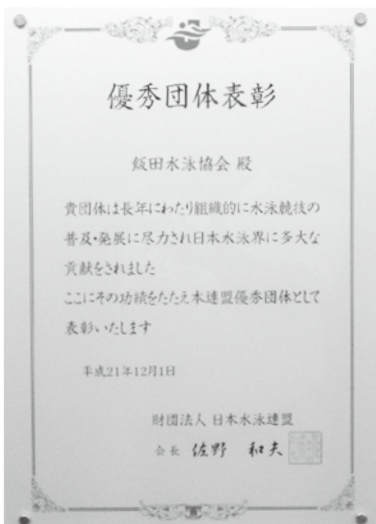 優秀団体表彰
飯田水泳協会 殿
貴団体は長年にわたり組織的に水泳競技の
普及・発展に尽力され日本水泳界に多大な
貢献をされました
ここにその功績をたたえ本連盟優秀団体として
表彰いたします
平成21年12月1日
財団法人 日本水泳連盟
会長 佐野 和夫